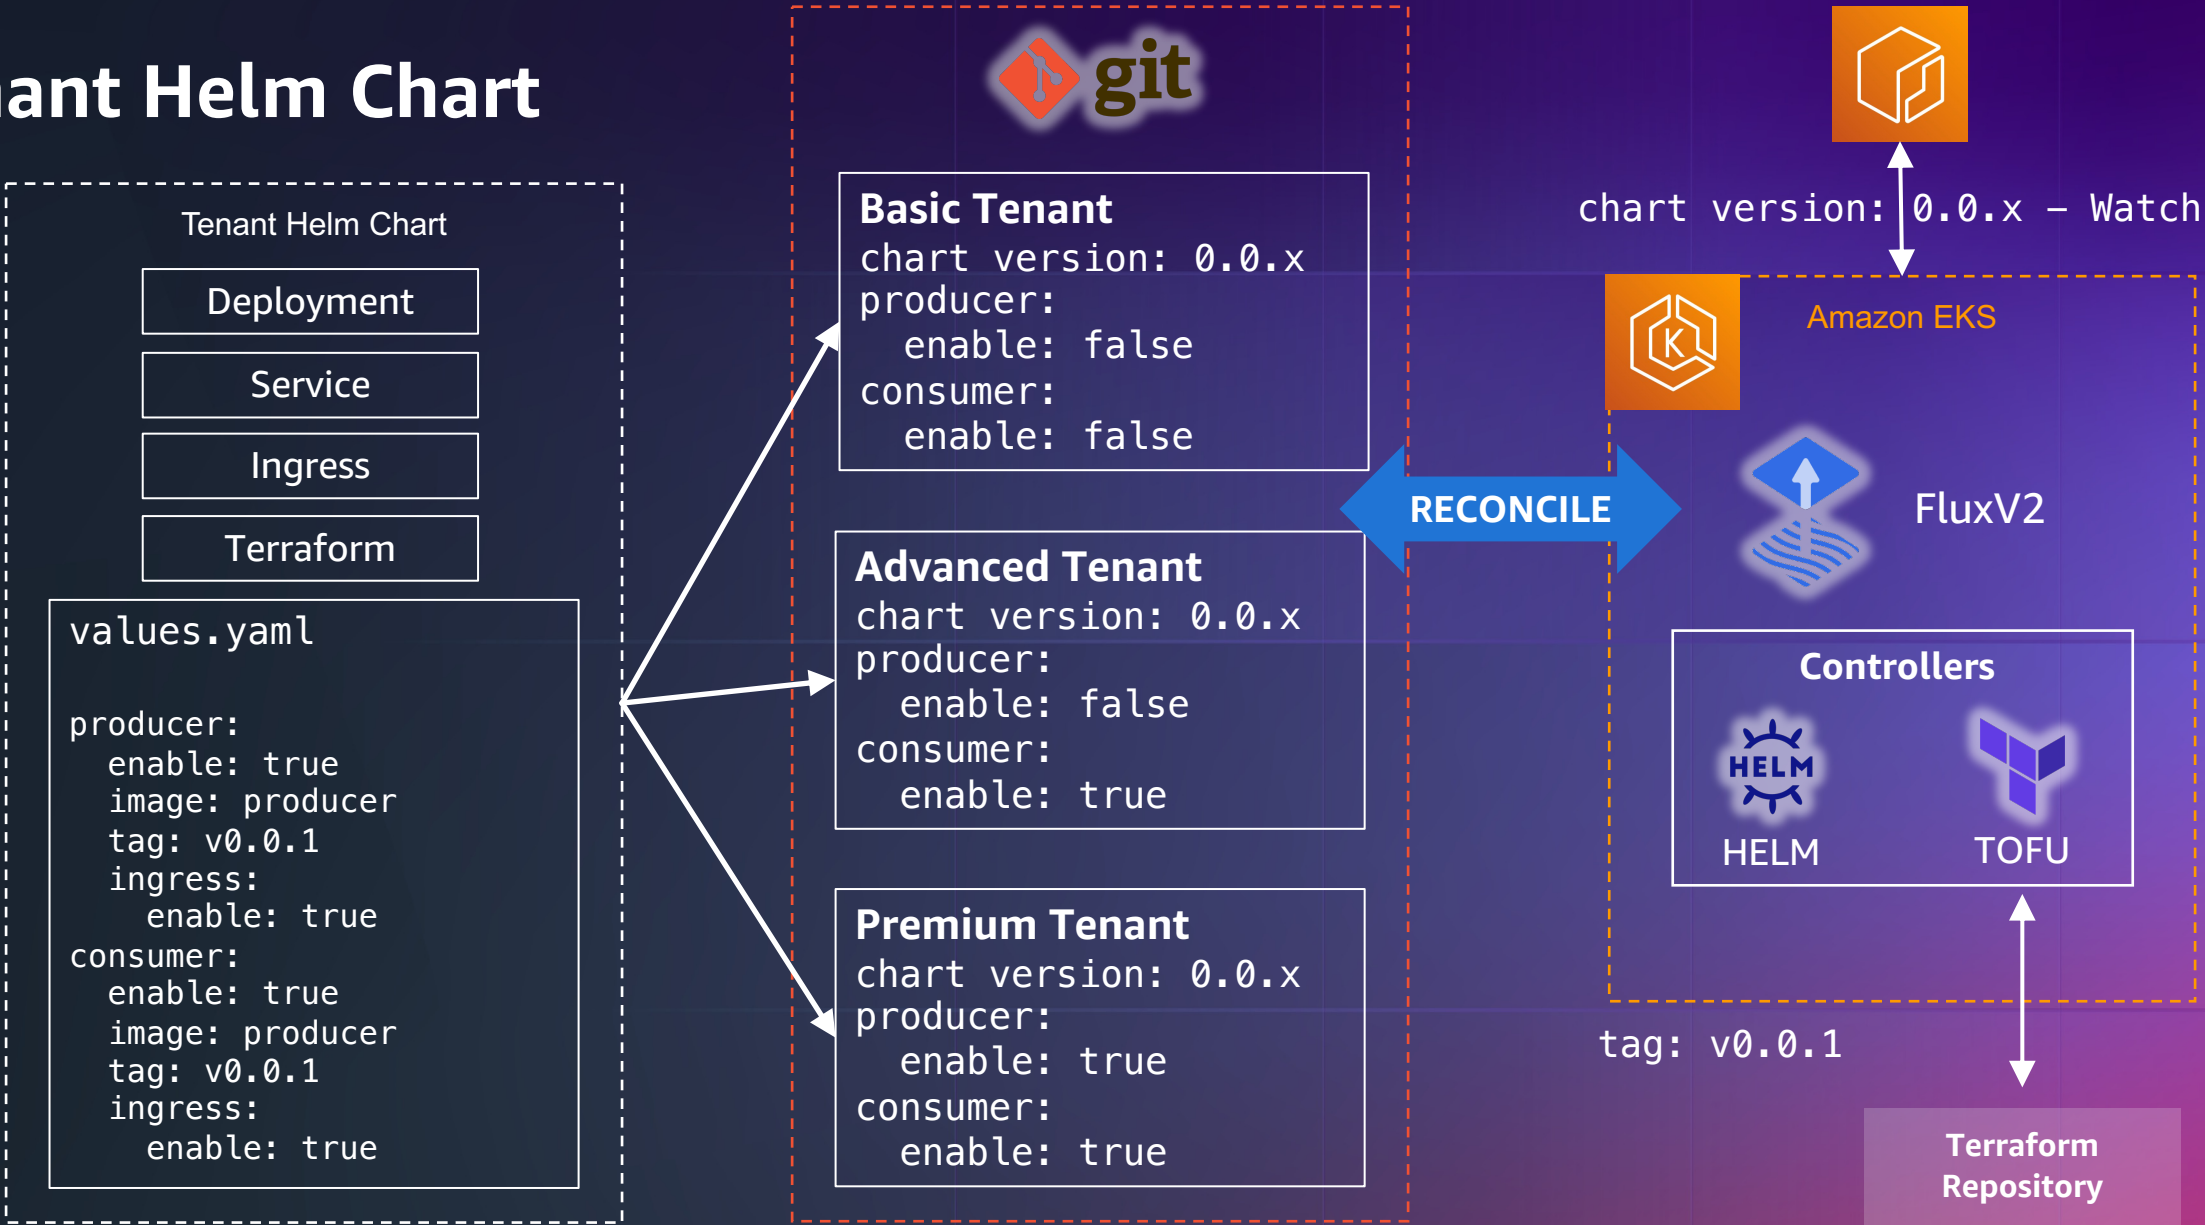 ant Helm Chart
Tenant Helm Chart
Deployment
Service
Ingress
Terraform
values.yaml
producer:
  enable: true
  image: producer
  tag: v0.0.1
  ingress:
    enable: true
consumer:
  enable: true
  image: producer
  tag: v0.0.1
  ingress:
    enable: true
git
Basic Tenant
chart version: 0.0.x
producer:
  enable: false
consumer:
  enable: false
Advanced Tenant
chart version: 0.0.x
producer:
  enable: false
consumer:
  enable: true
Premium Tenant
chart version: 0.0.x
producer:
  enable: true
consumer:
  enable: true
RECONCILE
chart version: 0.0.x – Watch
Amazon EKS
K
FluxV2
Controllers
HELM
HELM
TOFU
tag: v0.0.1
Terraform
Repository